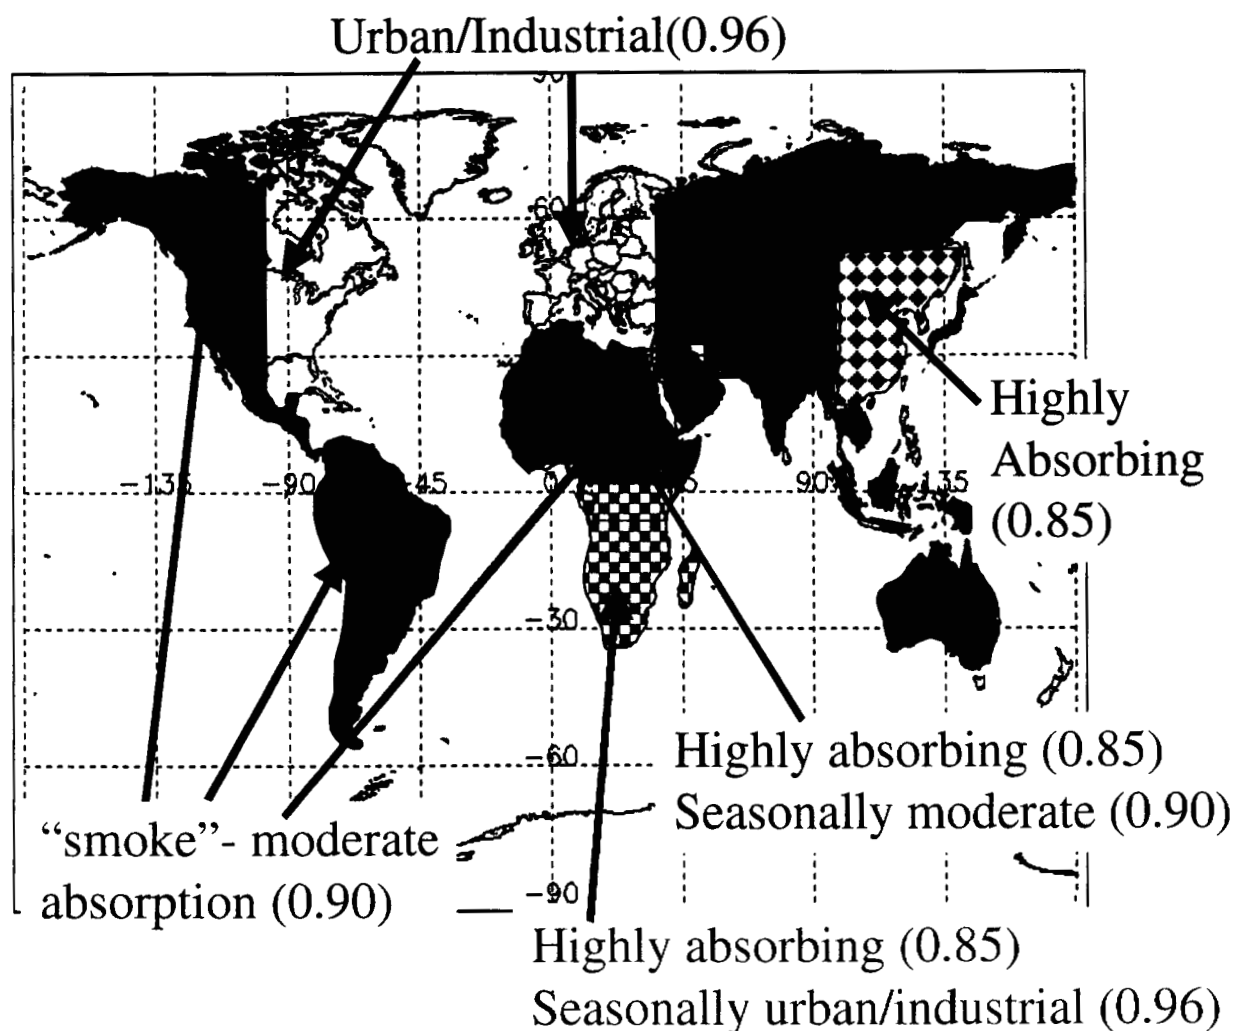 Urban/Industrial(0.96)
90
60
-135
-90
45
0
90
135
-30
-60
-90
Highly
Absorbing
(0.85)
Highly absorbing (0.85)
Seasonally moderate (0.90)
"smoke"- moderate
absorption (0.90)
Highly absorbing (0.85)
Seasonally urban/industrial (0.96)